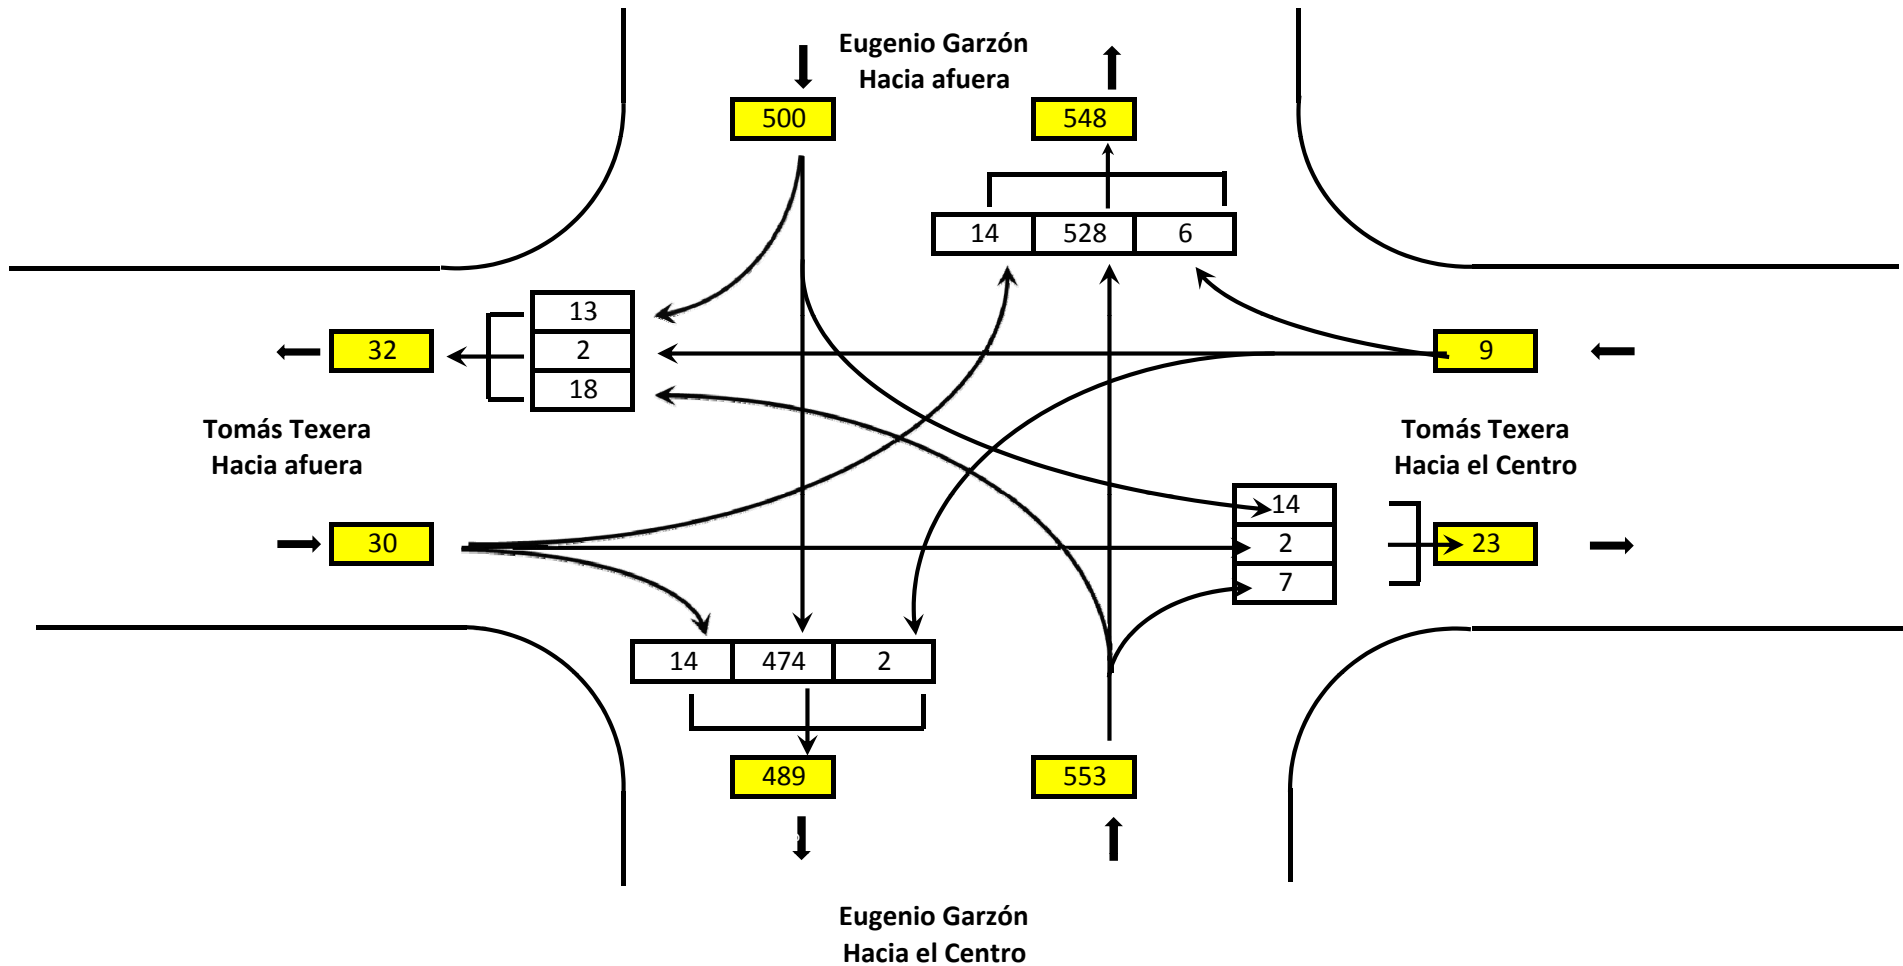 Eugenio Garzón
Hacia afuera
500
548
14 528 6
13
2
18
32
9
Tomás Texera
Hacia afuera
Tomás Texera
Hacia el Centro
30
14
2
7
23
14 474 2
489
553
Eugenio Garzón
Hacia el Centro